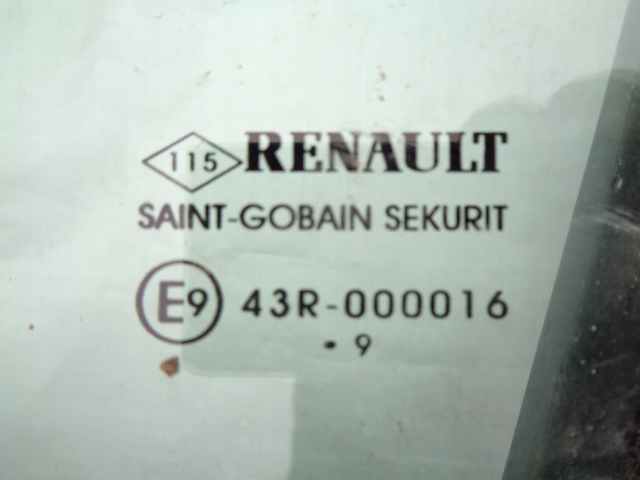 115 RENAULT
SAINT-GOBAIN SEKURIT
E9 43R-000016
• 9